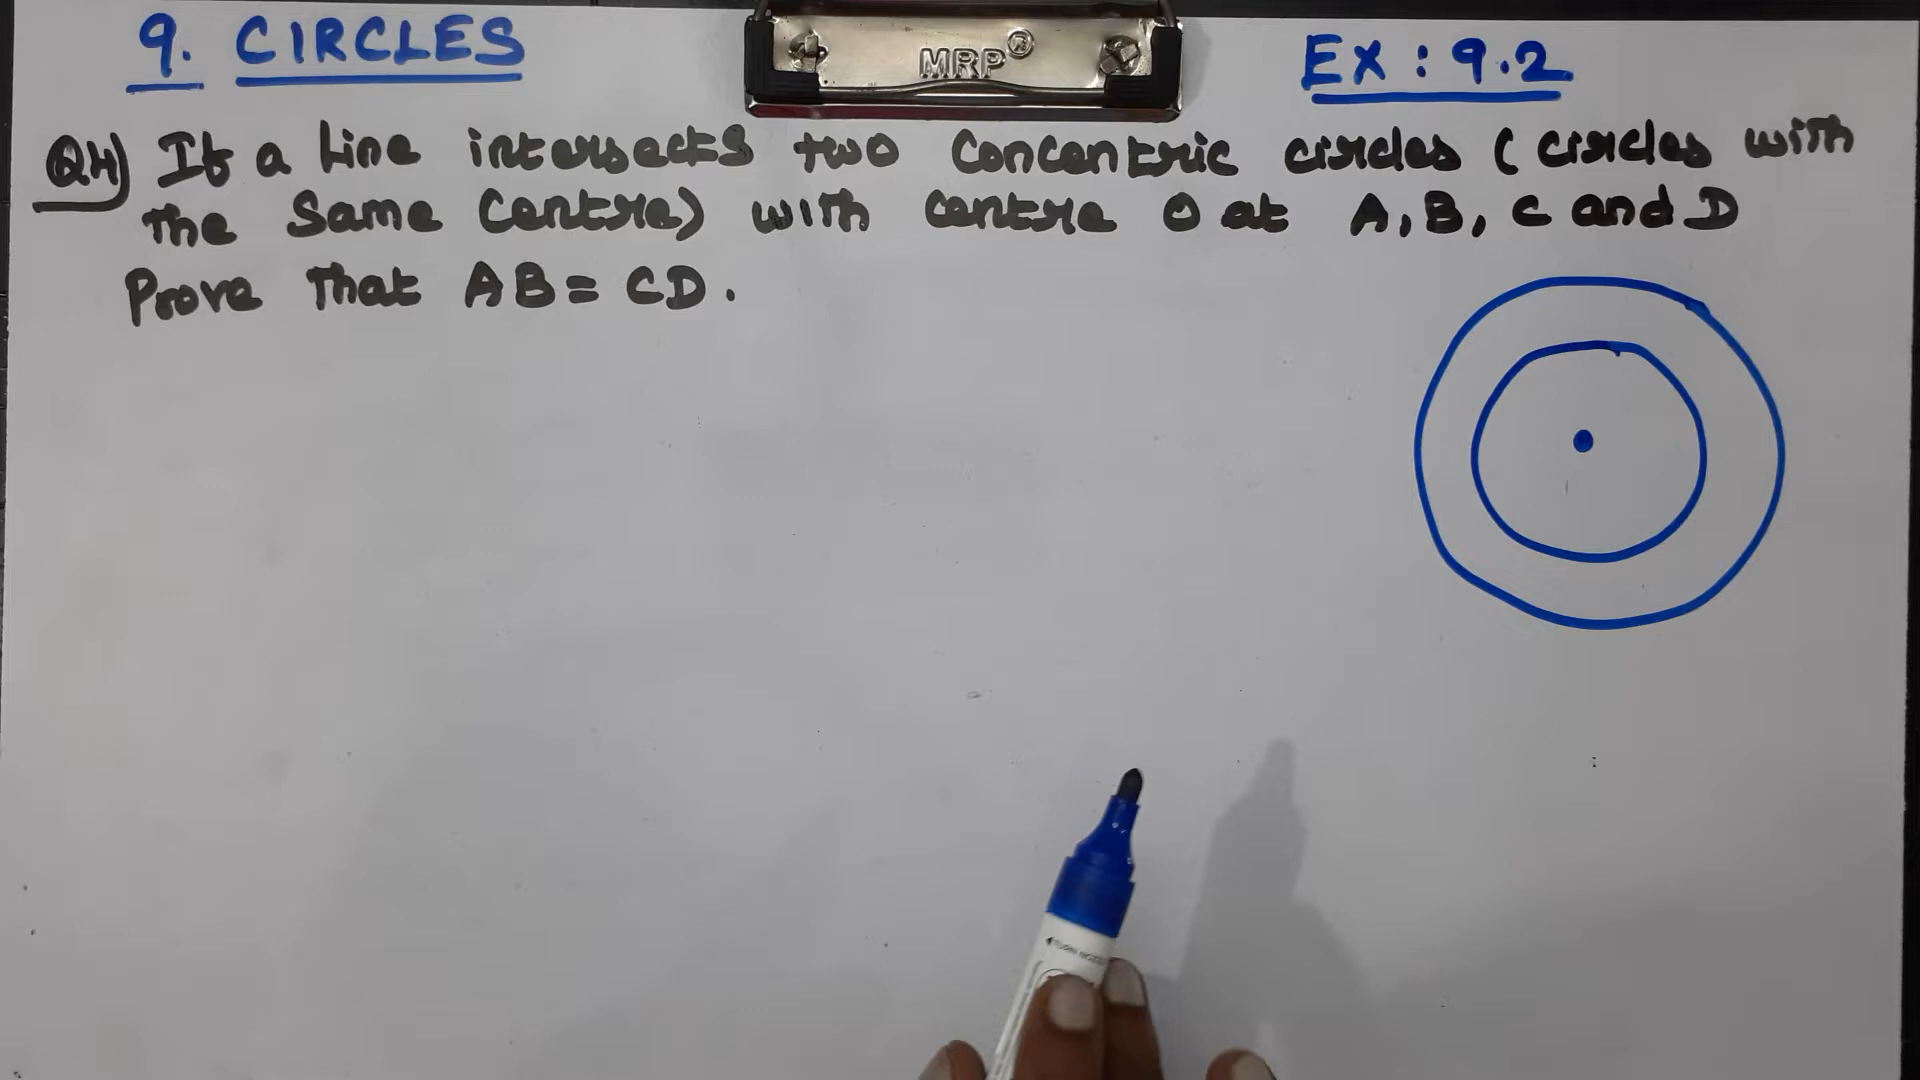 9. CIRCLES
MRP®
EX : 9.2
Q4) If a line intersects two Concentric circles ( circles with
the Same Centre) with centre O at A, B, C and D
Prove that AB = CD.